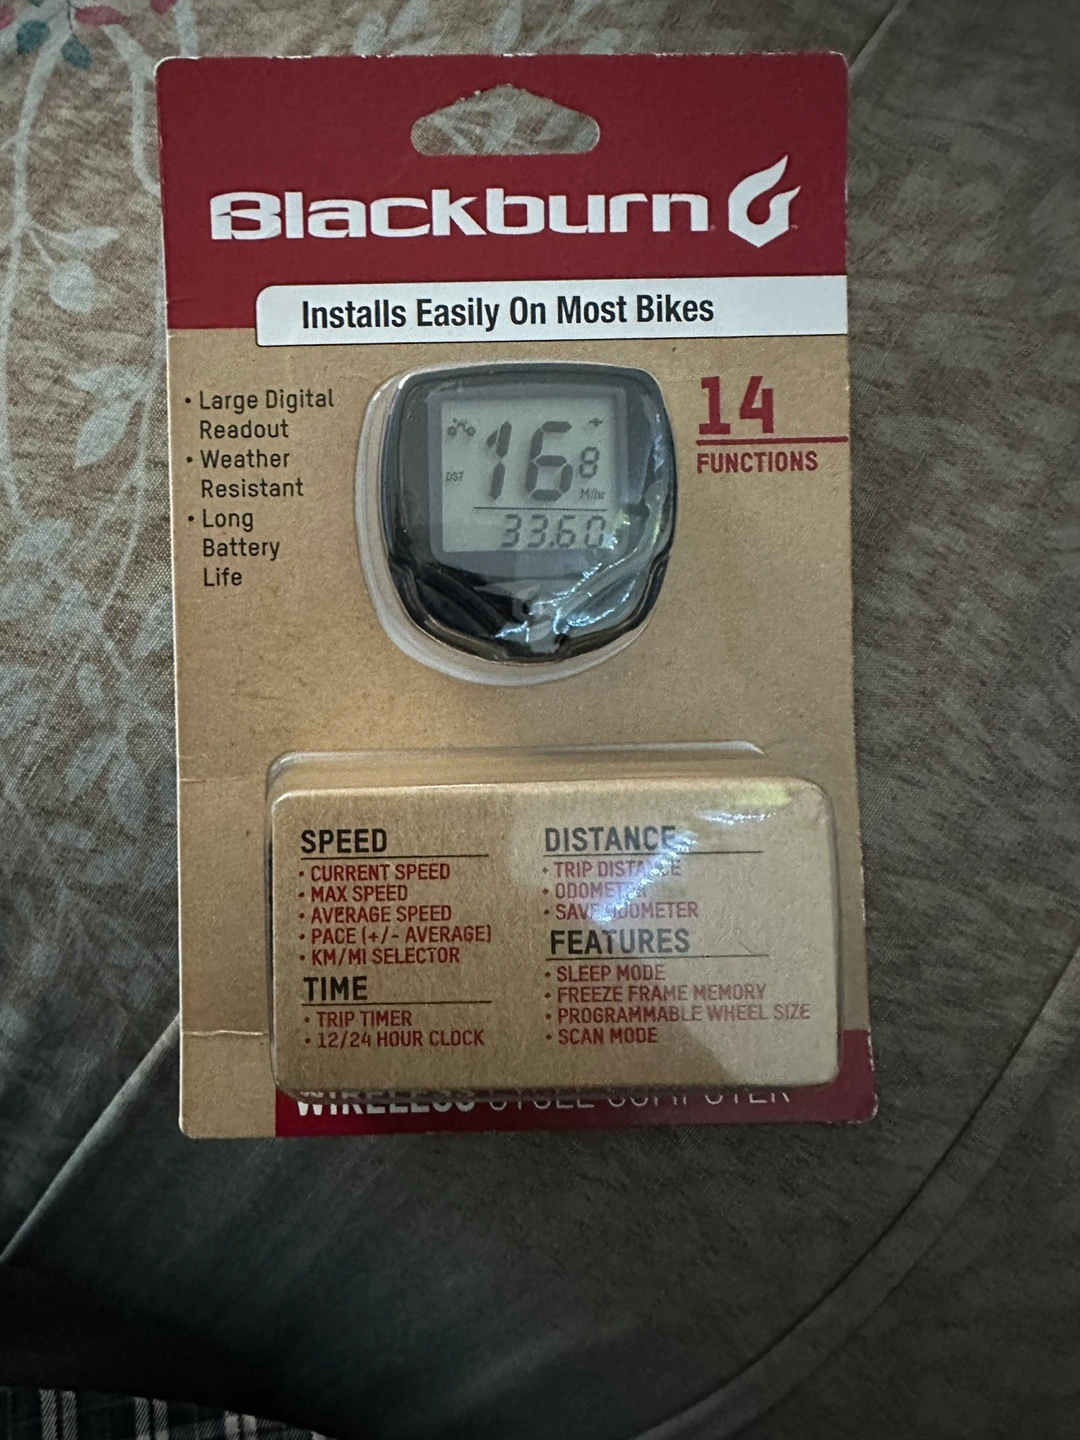 Blackburn
Installs Easily On Most Bikes
• Large Digital
Readout
• Weather
Resistant
• Long
Battery
Life
14
FUNCTIONS
DST
16 8
M/hr
33.60
SPEED
• CURRENT SPEED
• MAX SPEED
• AVERAGE SPEED
• PACE (+/- AVERAGE)
• KM/MI SELECTOR
TIME
• TRIP TIMER
• 12/24 HOUR CLOCK
DISTANCE
• TRIP DISTANCE
• ODOMETER
• SAVE ODOMETER
FEATURES
• SLEEP MODE
• FREEZE FRAME MEMORY
• PROGRAMMABLE WHEEL SIZE
• SCAN MODE
WIRELESS CYCLE COMPUTER